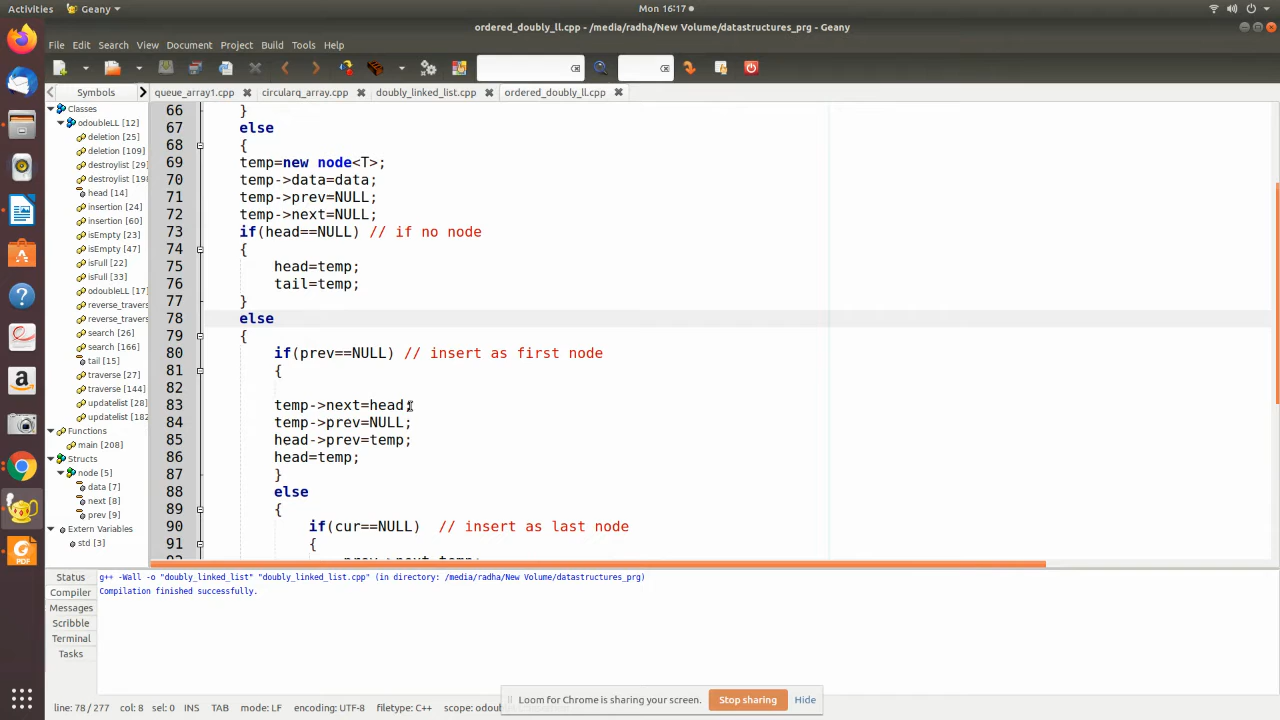 Activities Geany Mon 16:17
ordered_doubly_ll.cpp - /media/radha/New Volume/datastructures_prg - Geany
File Edit Search View Document Project Build Tools Help
Symbols queue_array1.cpp circularq_array.cpp doubly_linked_list.cpp ordered_doubly_ll.cpp
Classes
odoubleLL [12]
deletion [25]
deletion [109]
destroylist [29]
destroylist [198
head [14]
insertion [24]
insertion [60]
isEmpty [23]
isEmpty [47]
isFull [22]
isFull [33]
odoubleLL [17]
reverse_travers
reverse_travers
search [26]
search [166]
tail [15]
traverse [27]
traverse [144]
updatelist [28]
updatelist [182
Functions
main [208]
Structs
node [5]
data [7]
next [8]
prev [9]
Extern Variables
std [3]
66 }
67 else
68 {
69 temp=new node<T>;
70 temp->data=data;
71 temp->prev=NULL;
72 temp->next=NULL;
73 if(head==NULL) // if no node
74 {
75 head=temp;
76 tail=temp;
77 }
78 else
79 {
80 if(prev==NULL) // insert as first node
81 {
82
83 temp->next=head;
84 temp->prev=NULL;
85 head->prev=temp;
86 head=temp;
87 }
88 else
89 {
90 if(cur==NULL) // insert as last node
91 {
Status
Compiler
Messages
Scribble
Terminal
Tasks
g++ -Wall -o "doubly_linked_list" "doubly_linked_list.cpp" (in directory: /media/radha/New Volume/datastructures_prg)
Compilation finished successfully.
Loom for Chrome is sharing your screen. Stop sharing Hide
line: 78 / 277 col: 8 sel: 0 INS TAB mode: LF encoding: UTF-8 filetype: C++ scope: odou